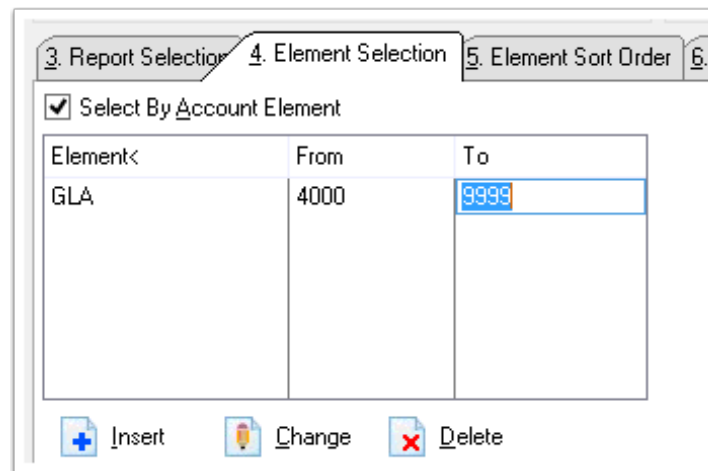 3. Report Selection 4. Element Selection 5. Element Sort Order 6.
Select By Account Element
Element< From To
GLA 4000 9999
Insert Change Delete